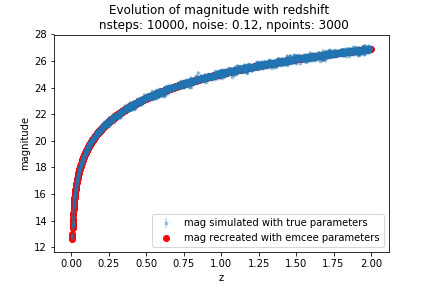 Evolution of magnitude with redshift
nsteps: 10000, noise: 0.12, npoints: 3000
28
26
24
22
20
18
16
14
12
magnitude
mag simulated with true parameters
mag recreated with emcee parameters
0.00 0.25 0.50 0.75 1.00 1.25 1.50 1.75 2.00
z